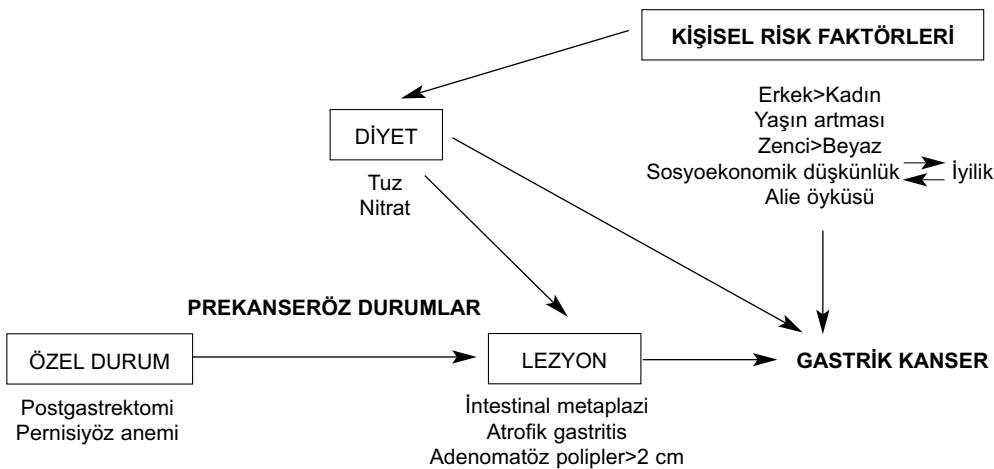 KİŞİSEL RİSK FAKTÖRLERİ
Erkek>Kadın
Yaşın artması
Zenci>Beyaz
Sosyoekonomik düşkünlük İyilik
Alie öyküsü
DİYET
Tuz
Nitrat
PREKANSERÖZ DURUMLAR
ÖZEL DURUM
Postgastrektomi
Pernisiyöz anemi
LEZYON
İntestinal metaplazi
Atrofik gastritis
Adenomatöz polipler>2 cm
GASTRİK KANSER